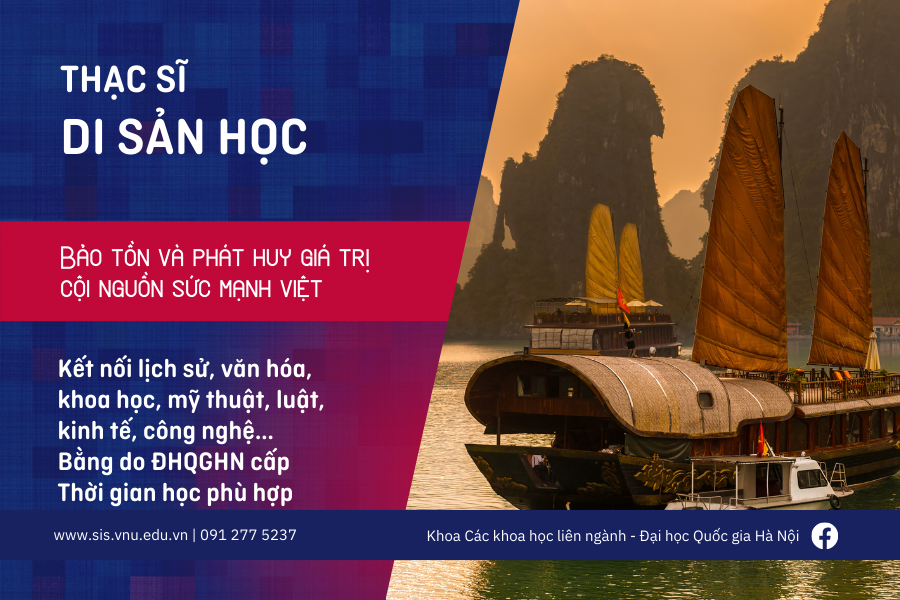 THẠC SĨ
DI SẢN HỌC
BẢO TỒN VÀ PHÁT HUY GIÁ TRỊ
CỘI NGUỒN SỨC MẠNH VIỆT
Kết nối lịch sử, văn hóa,
khoa học, mỹ thuật, luật,
kinh tế, công nghệ...
Bằng do ĐHQGHN cấp
Thời gian học phù hợp
www.sis.vnu.edu.vn | 091 277 5237
Khoa Các khoa học liên ngành - Đại học Quốc gia Hà Nội